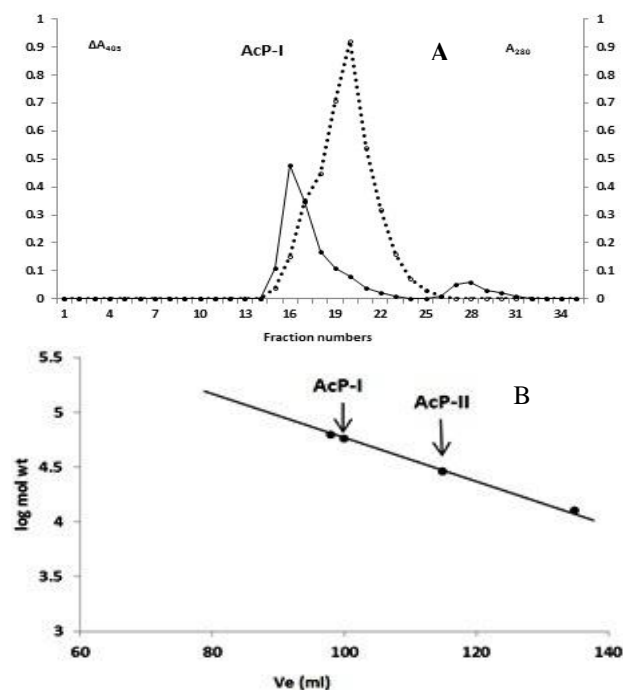 ΔA₄₀₅ AcP-I A A₂₈₀
1 1
0.9 0.9
0.8 0.8
0.7 0.7
0.6 0.6
0.5 0.5
0.4 0.4
0.3 0.3
0.2 0.2
0.1 0.1
0 0
1 4 7 10 13 16 19 22 25 28 31 34
Fraction numbers
5.5
AcP-I B
AcP-II
5
4.5
4
3.5
3
log mol wt
60 80 100 120 140
Ve (ml)